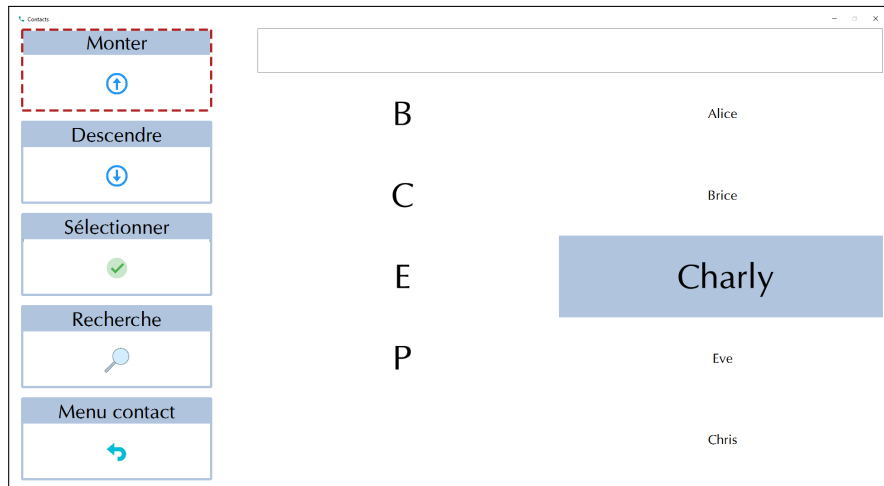 Contacts
Monter
Descendre
Sélectionner
Recherche
Menu contact
B
C
E
P
Alice
Brice
Charly
Eve
Chris